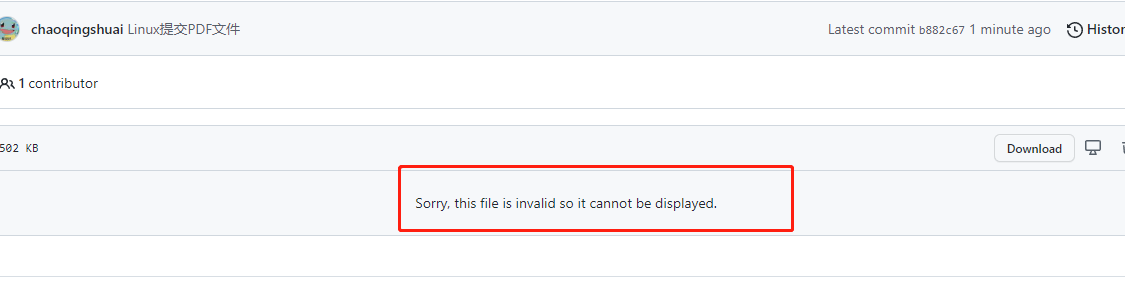 chaoqingshuai Linux提交PDF文件 Latest commit b882c67 1 minute ago
1 contributor
502 KB Download
Sorry, this file is invalid so it cannot be displayed.